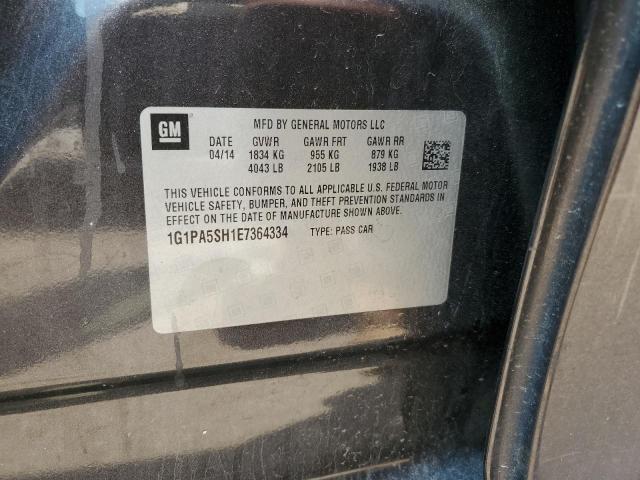 GM
MFD BY GENERAL MOTORS LLC
DATE GVWR GAWR FRT GAWR RR
04/14 1834 KG 955 KG 879 KG
4043 LB 2105 LB 1938 LB
THIS VEHICLE CONFORMS TO ALL APPLICABLE U.S. FEDERAL MOTOR
VEHICLE SAFETY, BUMPER, AND THEFT PREVENTION STANDARDS IN
EFFECT ON THE DATE OF MANUFACTURE SHOWN ABOVE.
1G1PA5SH1E7364334 TYPE: PASS CAR